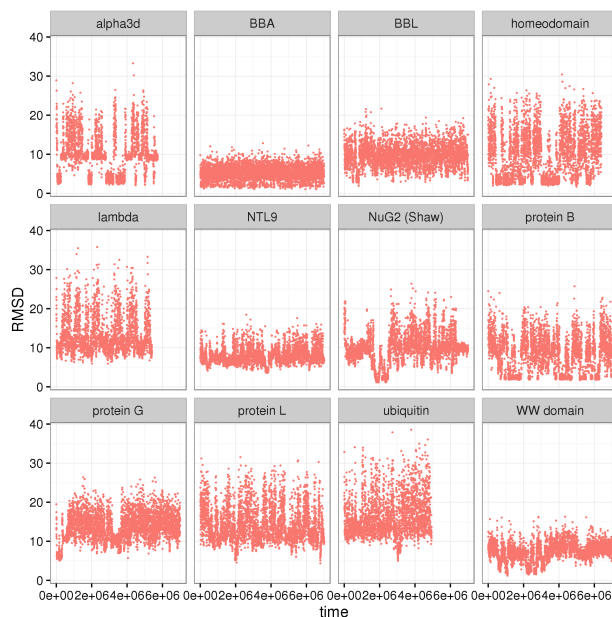 alpha3d BBA BBL homeodomain
40
30
20
10
0
lambda NTL9 NuG2 (Shaw) protein B
40
30
20
10
0
RMSD
protein G protein L ubiquitin WW domain
40
30
20
10
0
0e+002e+064e+066e+06 0e+002e+064e+066e+06 0e+002e+064e+066e+06 0e+002e+064e+066e+06
time